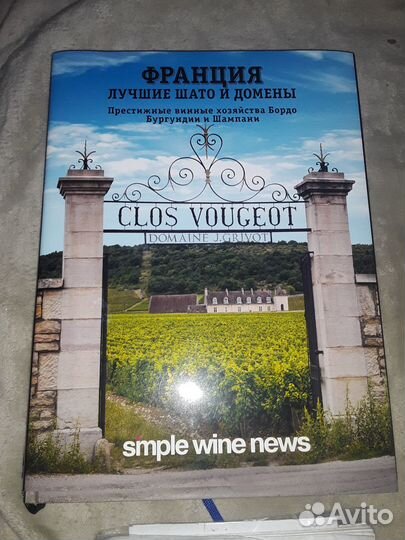 ФРАНЦИЯ
ЛУЧШИЕ ШАТО И ДОМЕНЫ
Престижные винные хозяйства Бордо
Бургундии и Шампани
CLOS VOUGEOT
DOMAINE J.GRIVOT
smple wine news
Avito